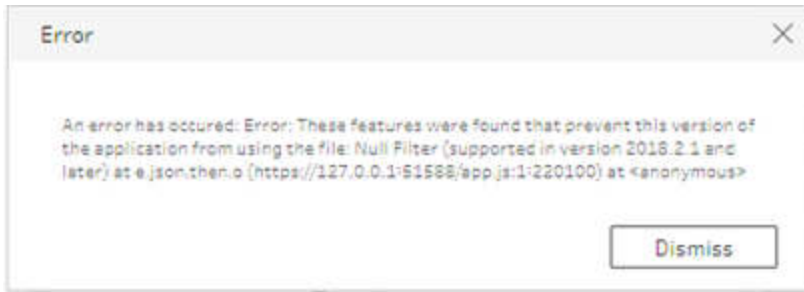 Error
An error has occured: Error: These features were found that prevent this version of
the application from using the file: Null Filter (supported in version 2018.2.1 and
later) at e.json.then.o (https://127.0.0.1:51588/app.js:1:220100) at <anonymous>
Dismiss